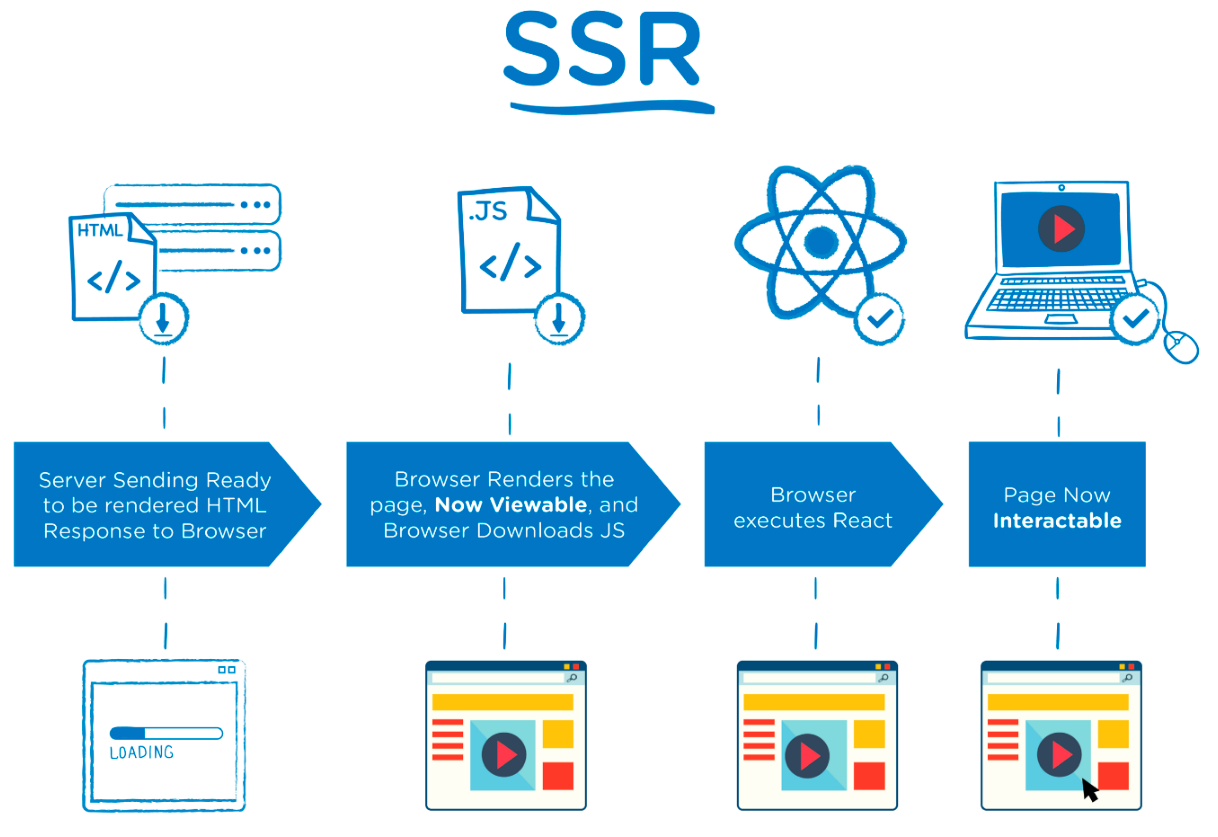 SSR
HTML
</>
.JS
</>
Server Sending Ready
to be rendered HTML
Response to Browser
Browser Renders the
page, Now Viewable, and
Browser Downloads JS
Browser
executes React
Page Now
Interactable
LOADING